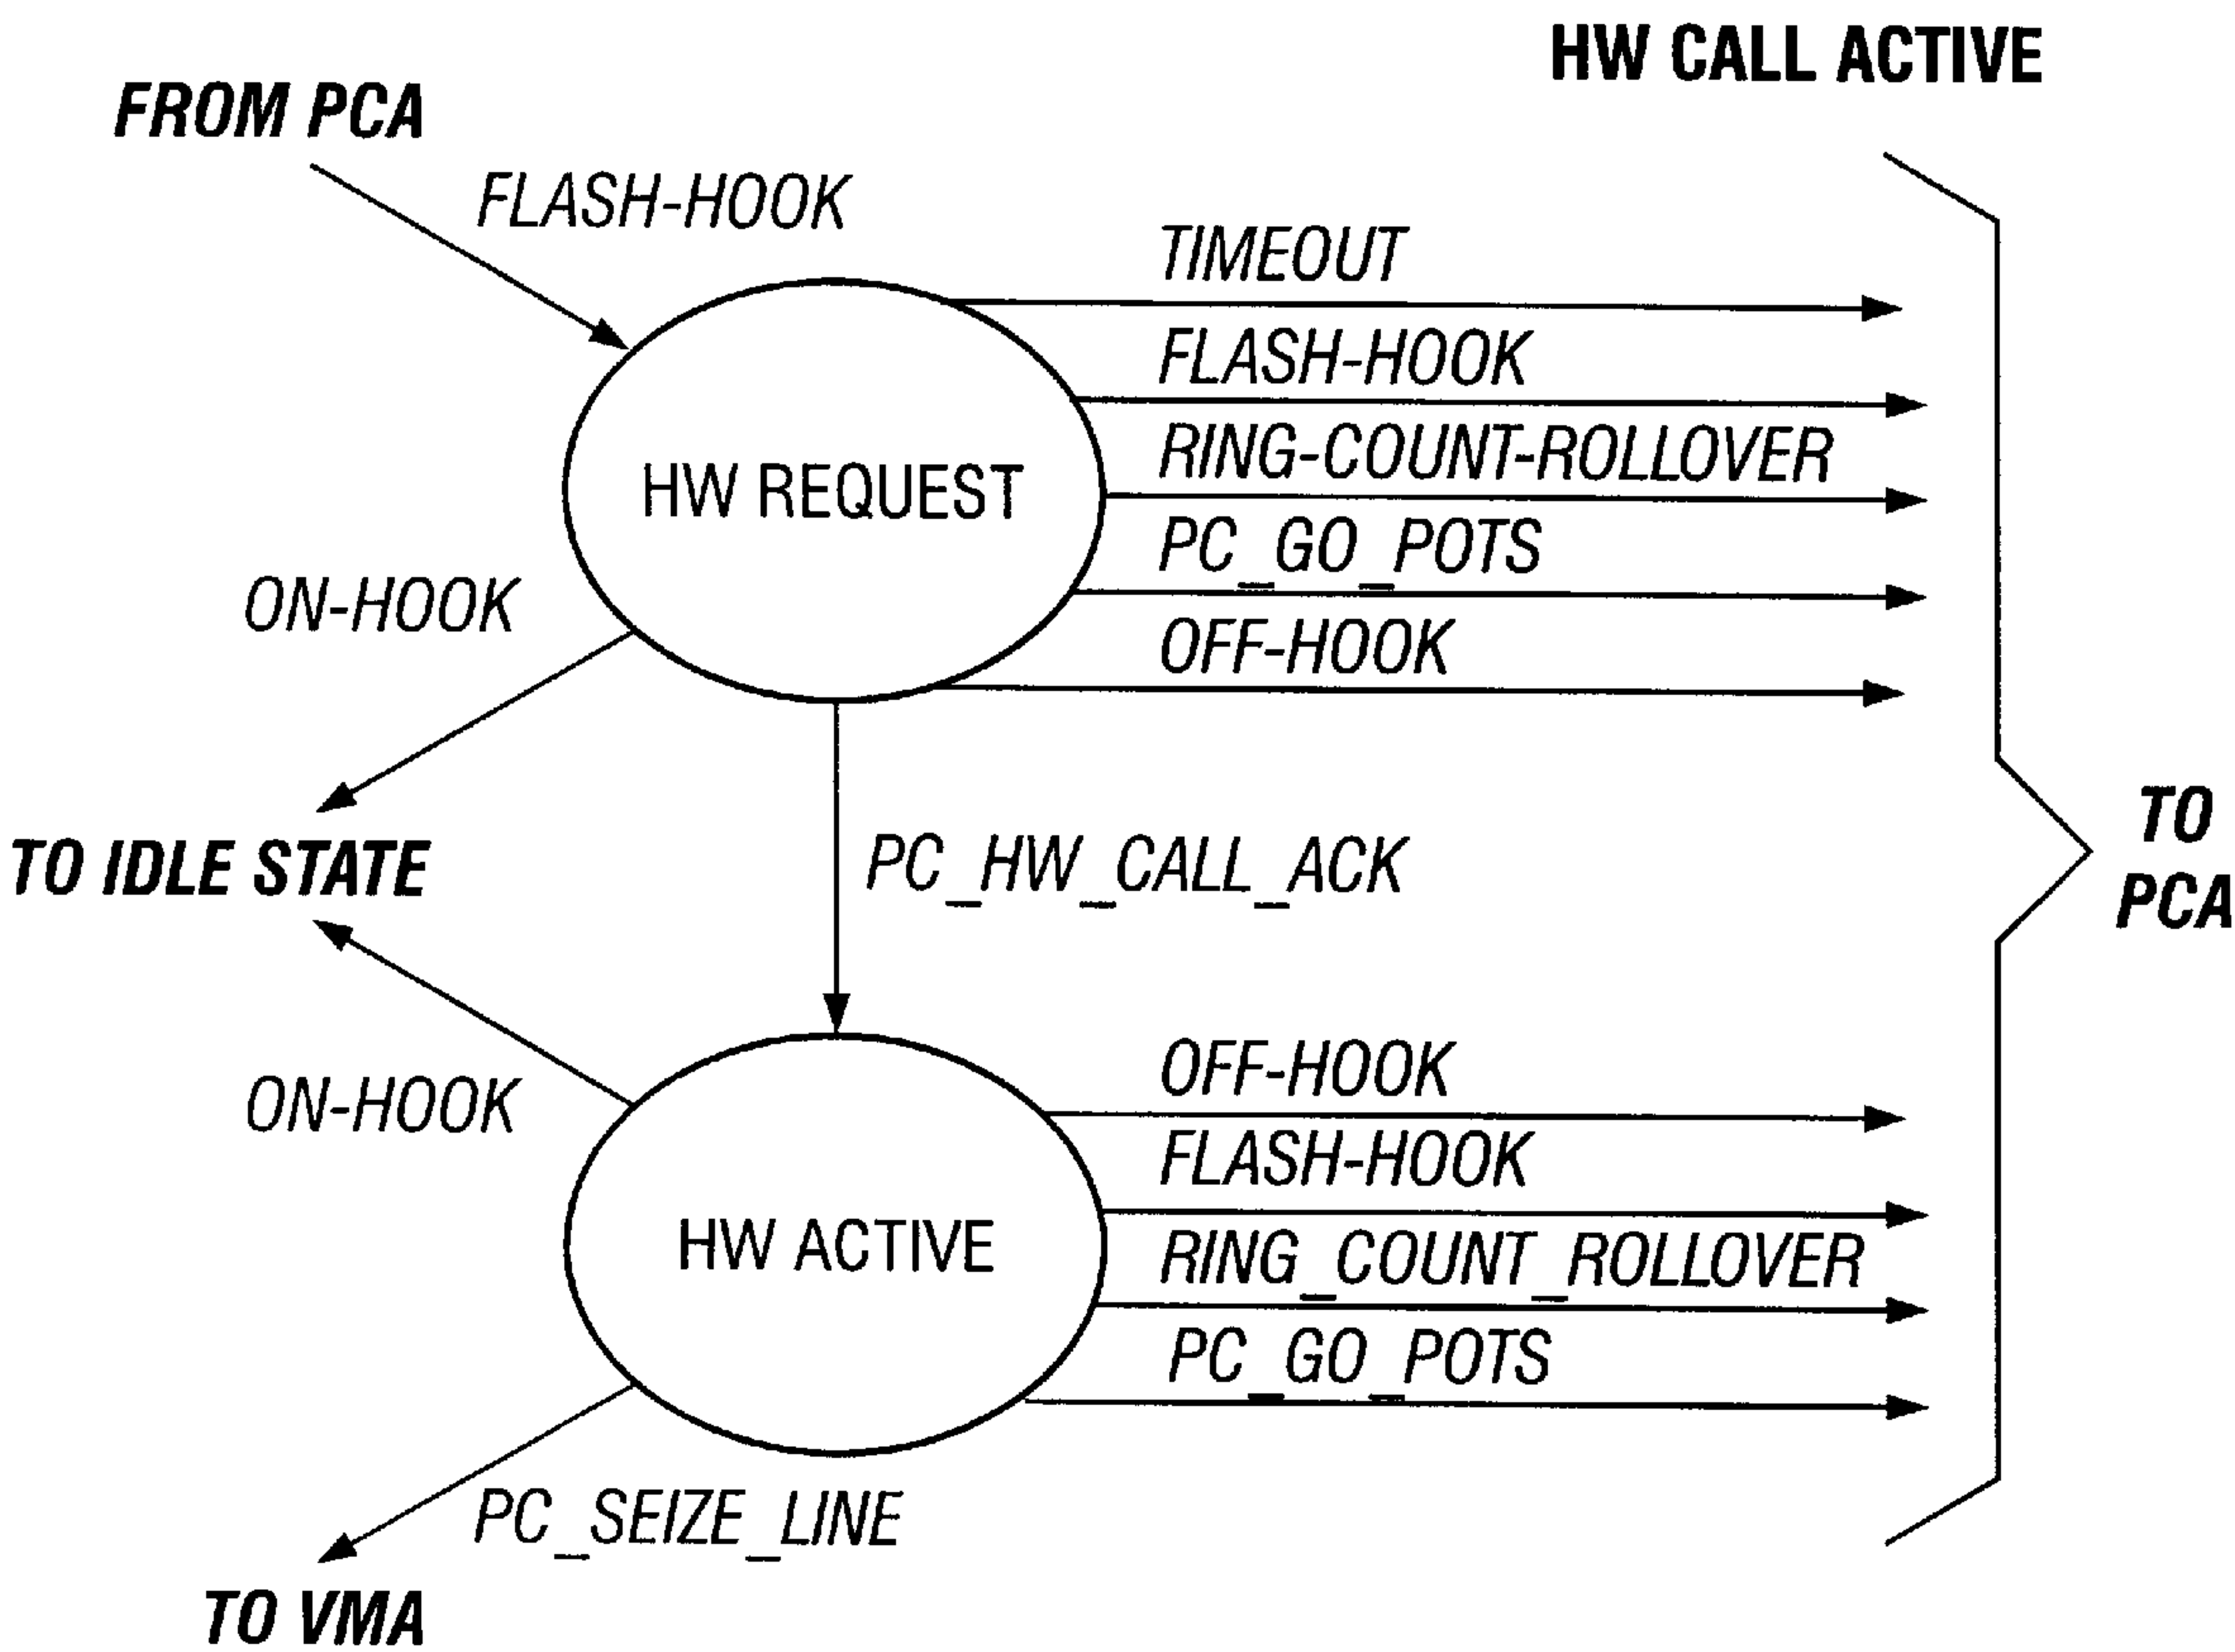 HW CALL ACTIVE
FROM PCA
FLASH-HOOK
TIMEOUT
FLASH-HOOK
RING-COUNT-ROLLOVER
HW REQUEST
PC_GO_POTS
ON-HOOK
OFF-HOOK
TO IDLE STATE
PC_HW_CALL_ACK
TO
PCA
ON-HOOK
OFF-HOOK
FLASH-HOOK
HW ACTIVE
RING_COUNT_ROLLOVER
PC_GO_POTS
PC_SEIZE_LINE
TO VMA